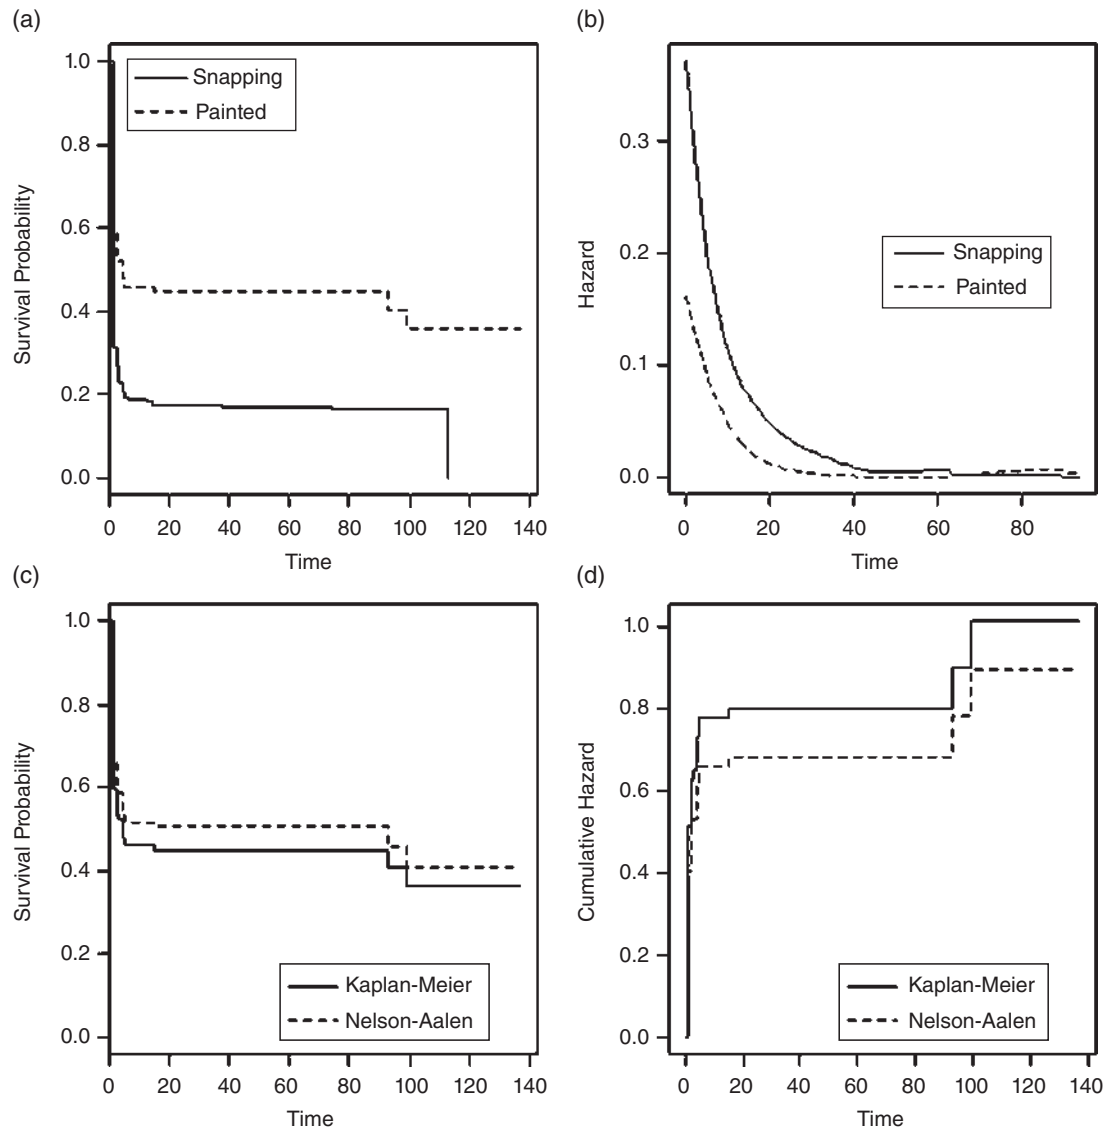 (a)
Survival Probability
1.0
0.8
0.6
0.4
0.2
0.0
Snapping
Painted
0 20 40 60 80 100 120 140
Time
(b)
Hazard
0.3
0.2
0.1
0.0
Snapping
Painted
0 20 40 60 80
Time
(c)
Survival Probability
1.0
0.8
0.6
0.4
0.2
0.0
Kaplan-Meier
Nelson-Aalen
0 20 40 60 80 100 120 140
Time
(d)
Cumulative Hazard
1.0
0.8
0.6
0.4
0.2
0.0
Kaplan-Meier
Nelson-Aalen
0 20 40 60 80 100 120 140
Time